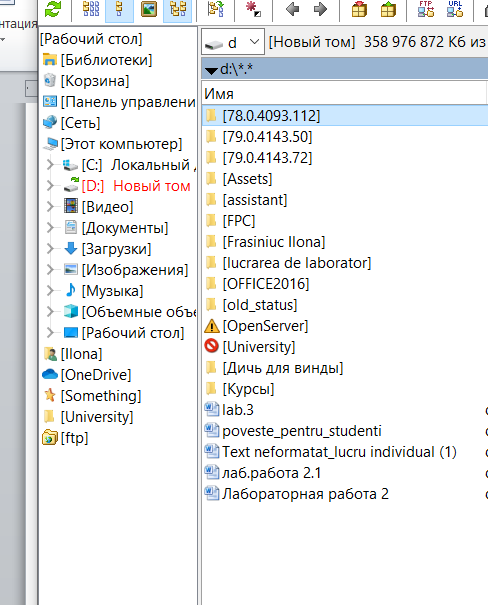 нтация
FTP
URL
[Рабочий стол]
[Библиотеки]
[Корзина]
[Панель управлени
[Сеть]
[Этот компьютер]
[C:] Локальный
[D:] Новый том
[Видео]
[Документы]
[Загрузки]
[Изображения]
[Музыка]
[Объемные объе
[Рабочий стол]
[Ilona]
[OneDrive]
[Something]
[University]
[ftp]
d [Новый том] 358 976 872 Кб из
d:\*.*
Имя
[78.0.4093.112]
[79.0.4143.50]
[79.0.4143.72]
[Assets]
[assistant]
[FPC]
[Frasiniuc Ilona]
[lucrarea de laborator]
[OFFICE2016]
[old_status]
[OpenServer]
[University]
[Дичь для винды]
[Курсы]
lab.3
poveste_pentru_studenti
Text neformatat_lucru individual (1)
лаб.работа 2.1
Лабораторная работа 2